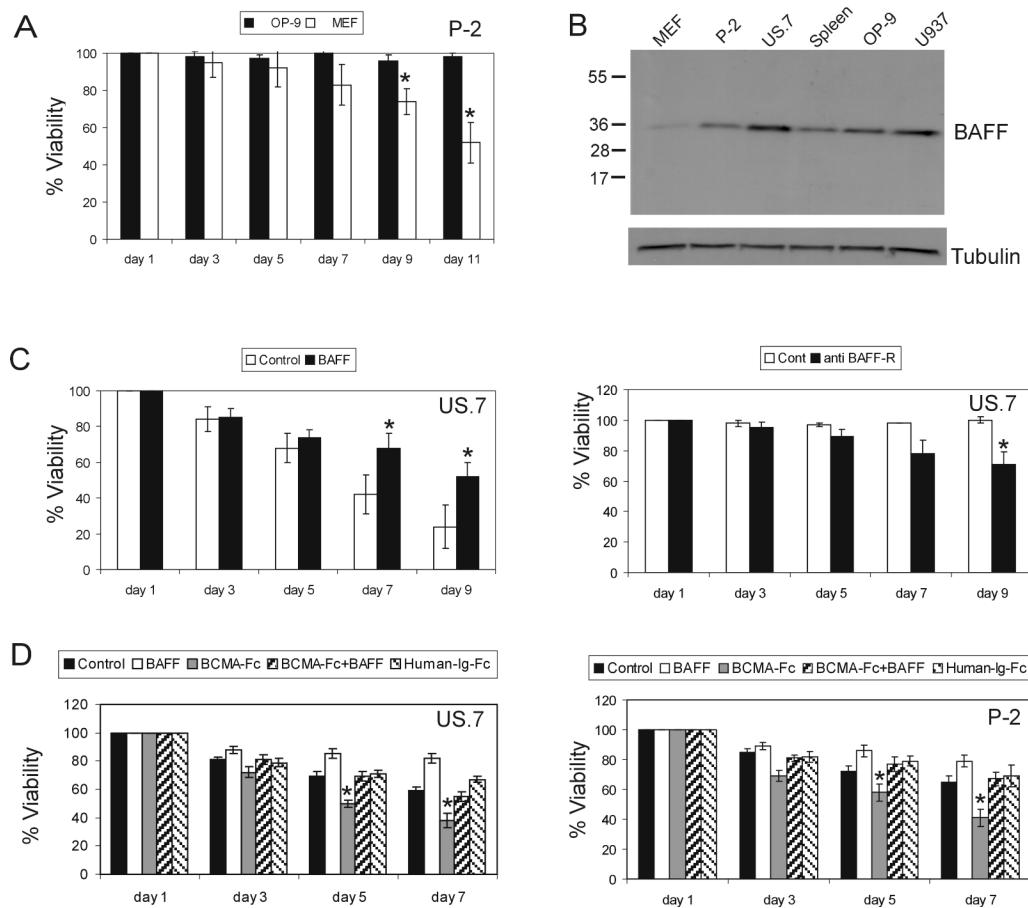 A
OP-9 MEF
P-2
% Viability
100
80
60
40
20
0
* *
day 1 day 3 day 5 day 7 day 9 day 11
B
MEF P-2 US.7 Spleen OP-9 U937
55
36
28
17
BAFF
Tubulin
C
Control BAFF
US.7
% Viability
100
80
60
40
20
0
* *
day 1 day 3 day 5 day 7 day 9
Cont anti BAFF-R
US.7
% Viability
120
100
80
60
40
20
0
*
day 1 day 3 day 5 day 7 day 9
D
Control BAFF BCMA-Fc BCMA-Fc+BAFF Human-Ig-Fc
US.7
% Viability
120
100
80
60
40
20
0
* *
day 1 day 3 day 5 day 7
Control BAFF BCMA-Fc BCMA-Fc+BAFF Human-Ig-Fc
P-2
% Viability
120
100
80
60
40
20
0
* *
day 1 day 3 day 5 day 7